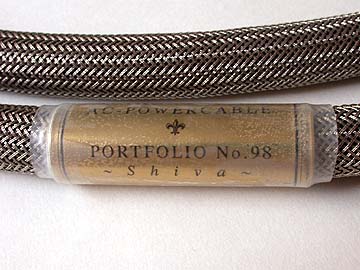 AC-POWERCABLE
PORTFOLIO No.98
~ Shiva ~